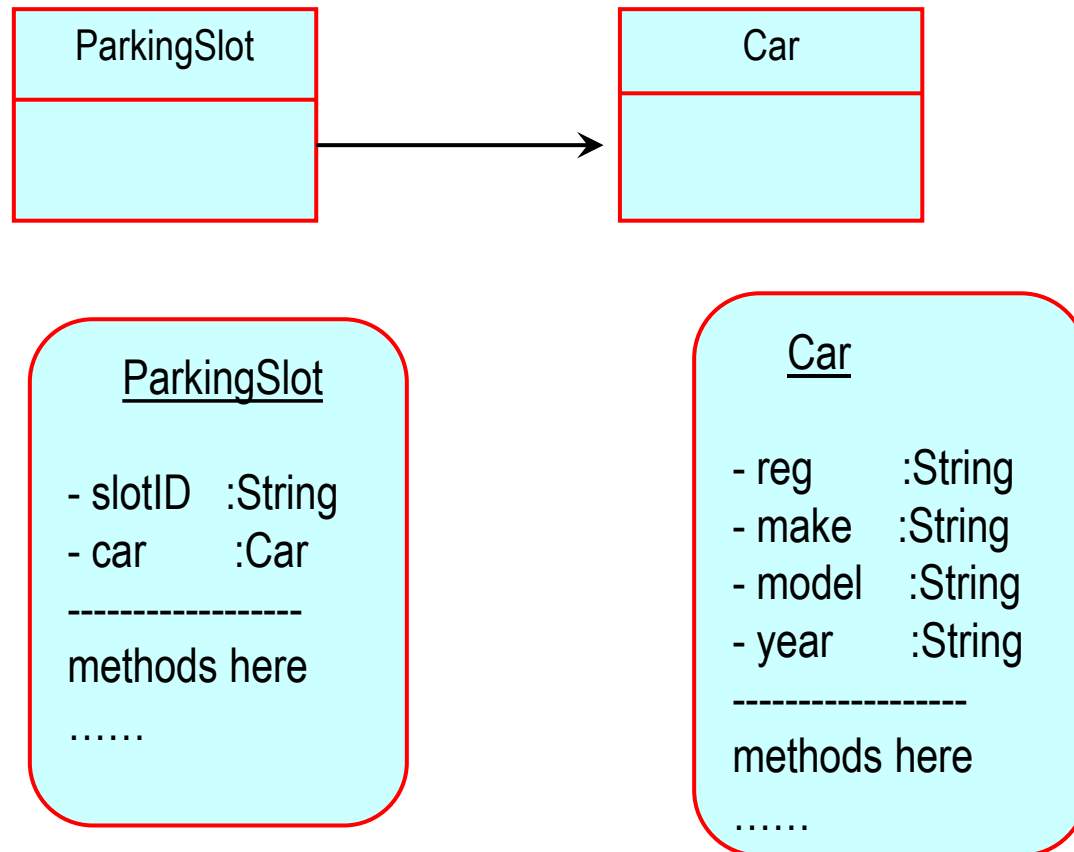 ParkingSlot
Car
ParkingSlot
- slotID :String
- car :Car
------------------
methods here
……
Car
- reg :String
- make :String
- model :String
- year :String
------------------
methods here
……